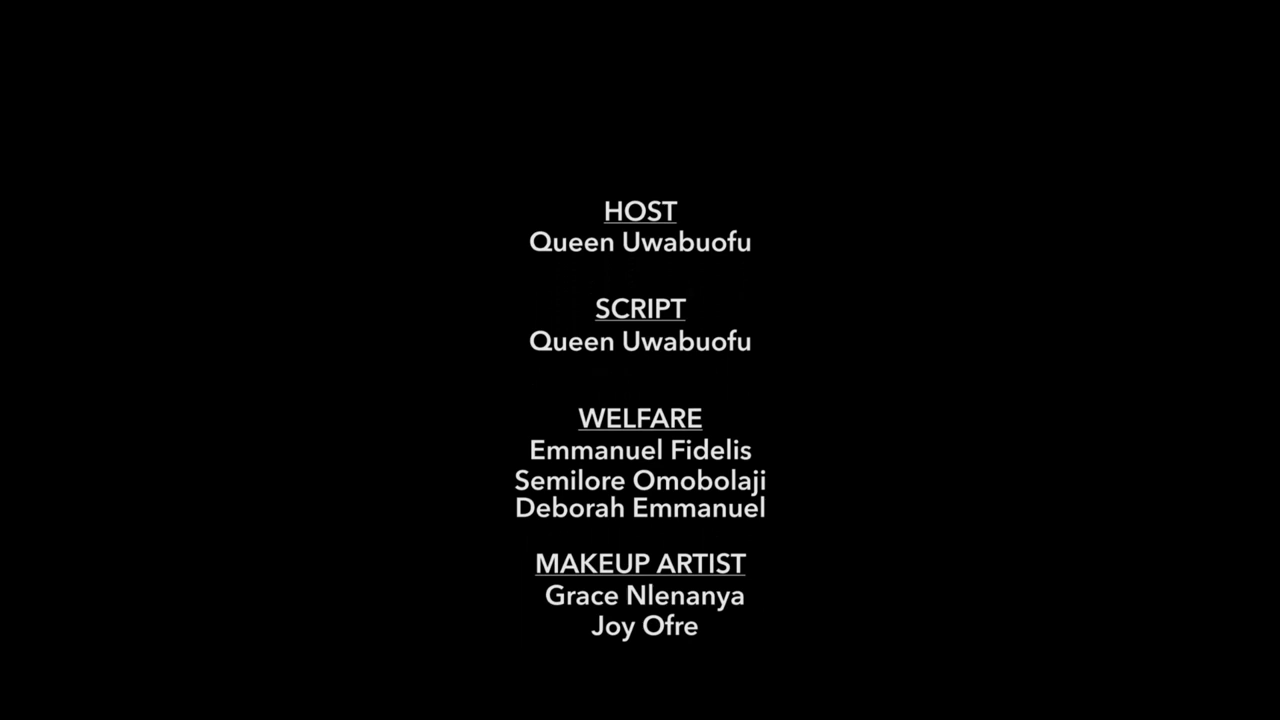 HOST
Queen Uwabuofu
SCRIPT
Queen Uwabuofu
WELFARE
Emmanuel Fidelis
Semilore Omobolaji
Deborah Emmanuel
MAKEUP ARTIST
Grace Nlenanya
Joy Ofre